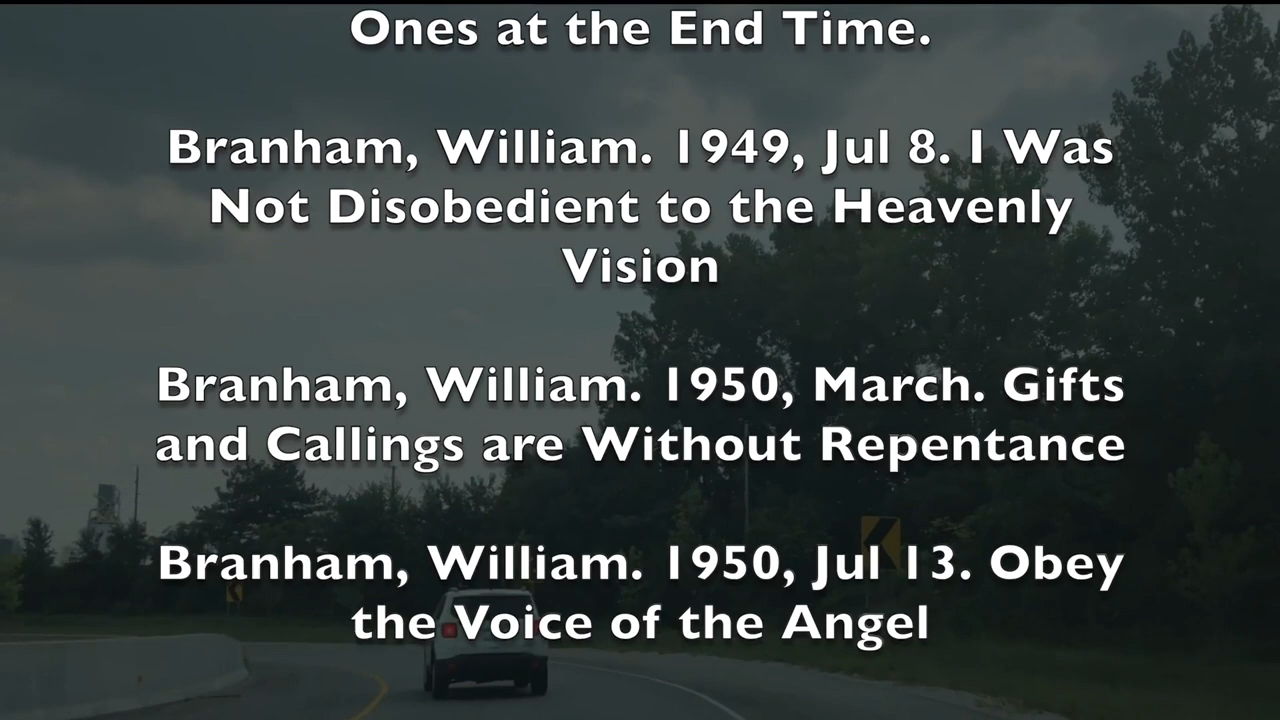 Ones at the End Time.
Branham, William. 1949, Jul 8. I Was
Not Disobedient to the Heavenly
Vision
Branham, William. 1950, March. Gifts
and Callings are Without Repentance
Branham, William. 1950, Jul 13. Obey
the Voice of the Angel